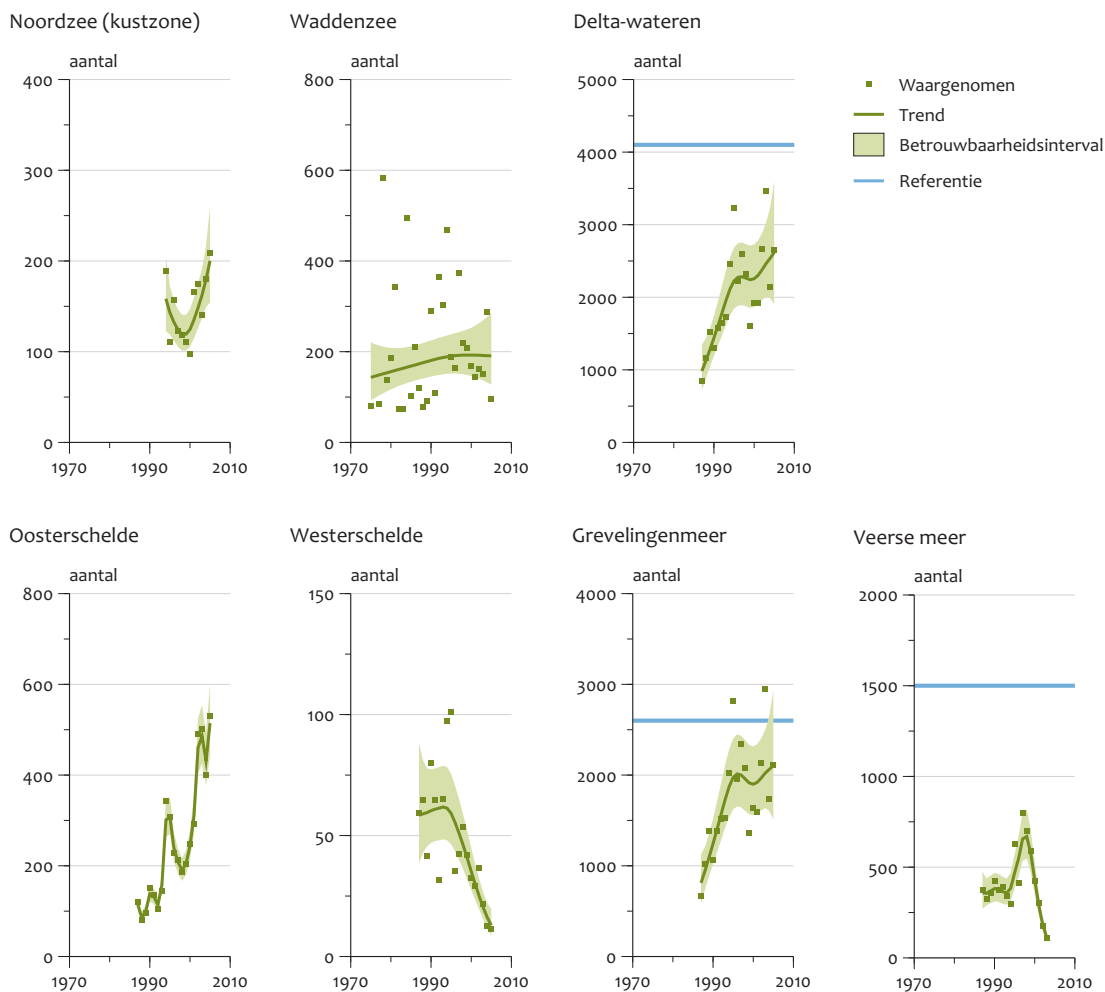 Noordzee (kustzone)
aantal
400
300
200
100
0
1970 1990 2010
Waddenzee
aantal
800
600
400
200
0
1970 1990 2010
Delta-wateren
aantal
5000
4000
3000
2000
1000
0
1970 1990 2010
Waargenomen
Trend
Betrouwbaarheidsinterval
Referentie
Oosterschelde
aantal
800
600
400
200
0
1970 1990 2010
Westerschelde
aantal
150
100
50
0
1970 1990 2010
Grevelingenmeer
aantal
4000
3000
2000
1000
0
1970 1990 2010
Veerse meer
aantal
2000
1500
1000
500
0
1970 1990 2010